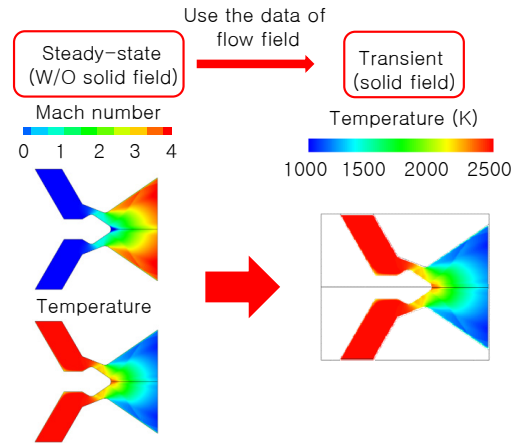 Use the data of
flow field
Steady-state
(W/O solid field)
Transient
(solid field)
Mach number
0 1 2 3 4
Temperature (K)
1000 1500 2000 2500
Temperature